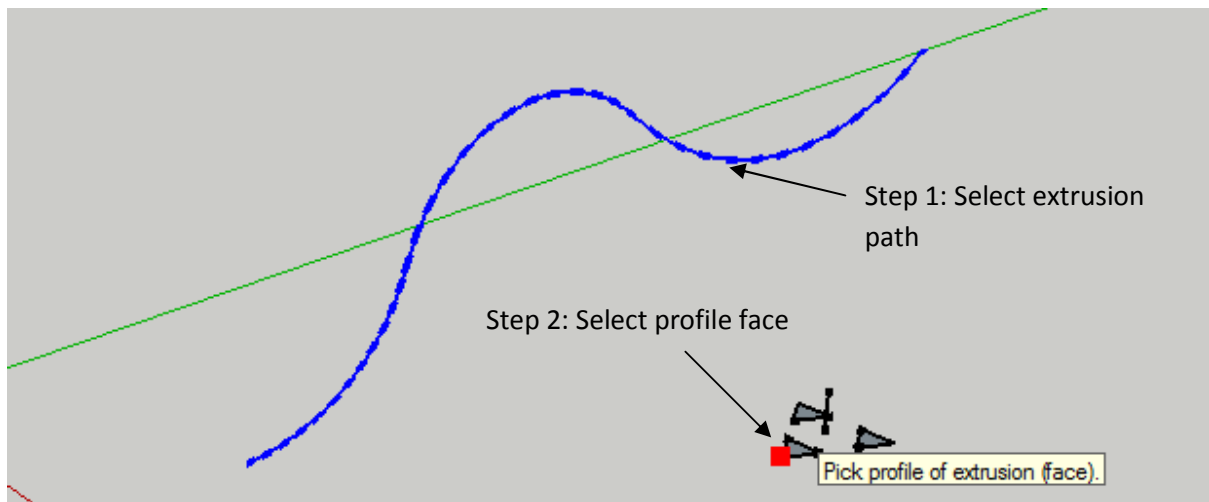 Step 1: Select extrusion
path
Step 2: Select profile face
Pick profile of extrusion (face).